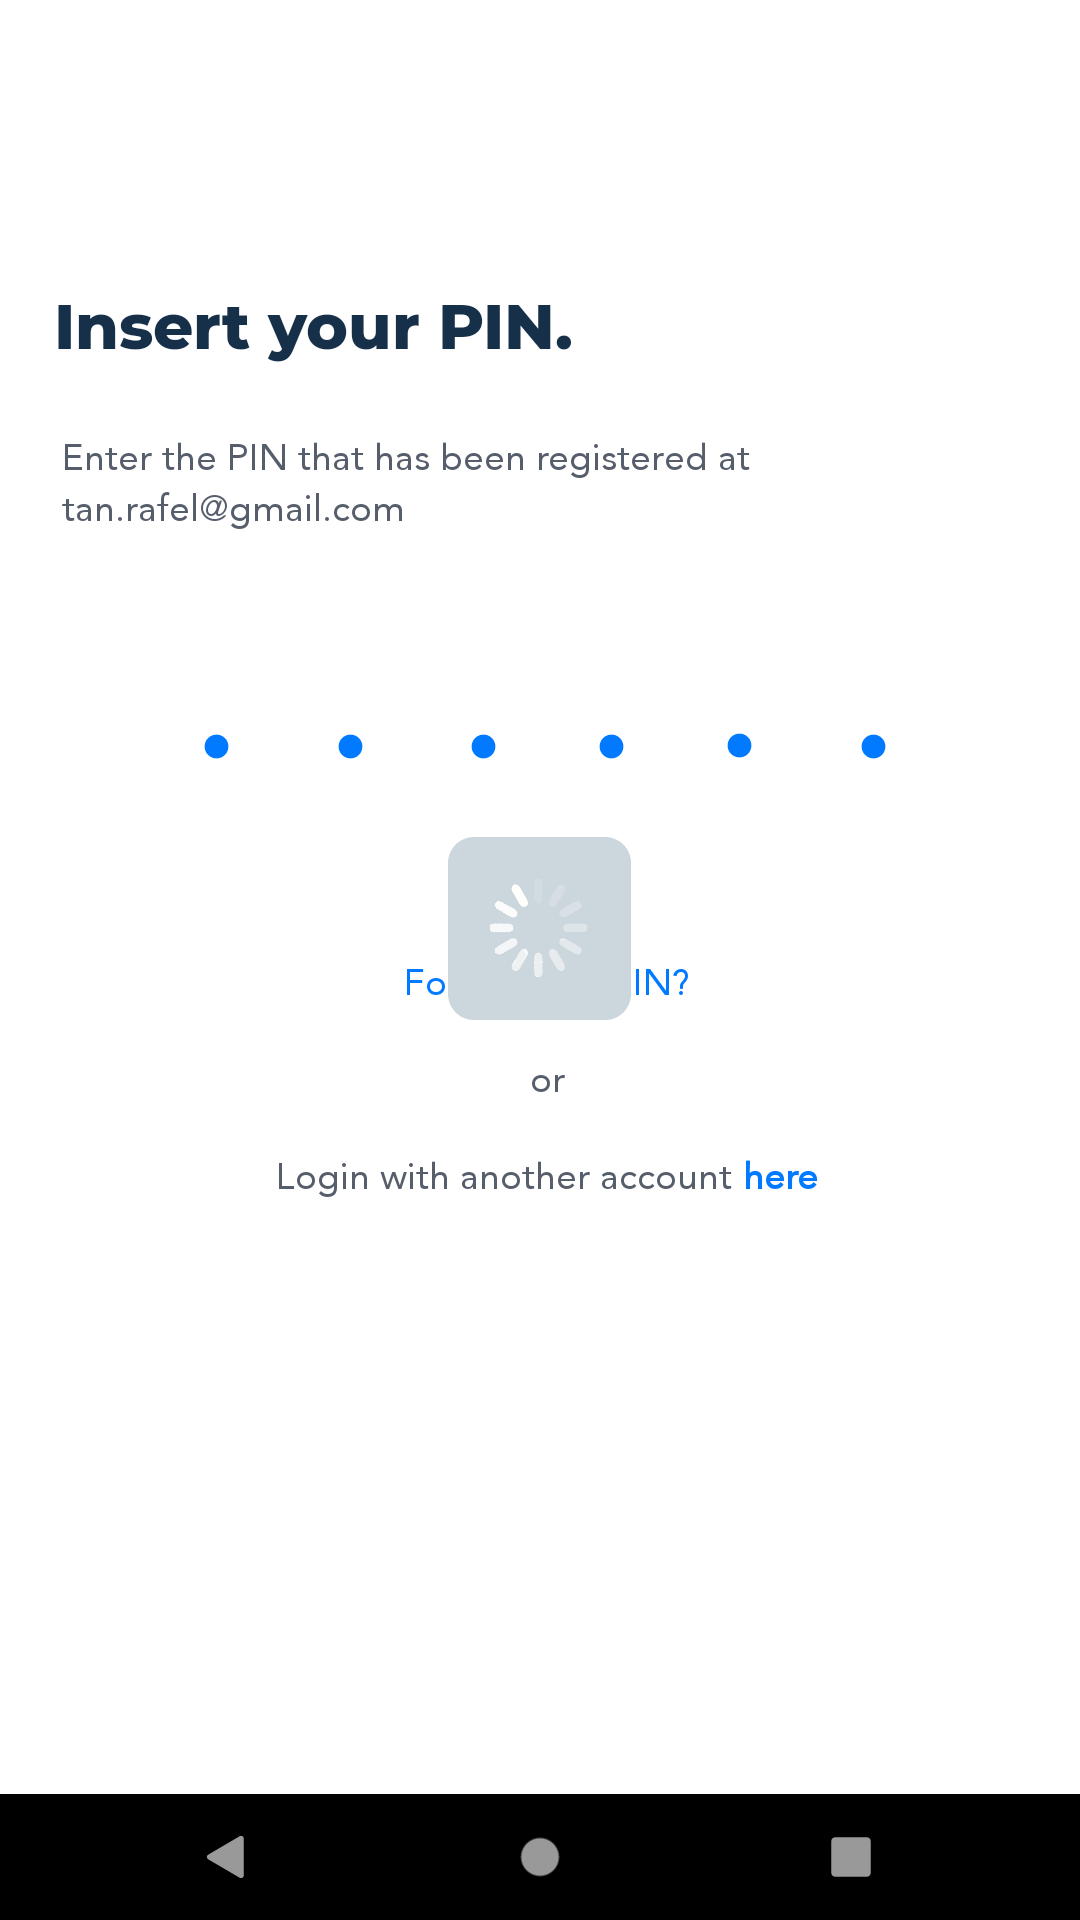 Insert your PIN.
Enter the PIN that has been registered at
tan.rafel@gmail.com
Fo IN?
or
Login with another account here